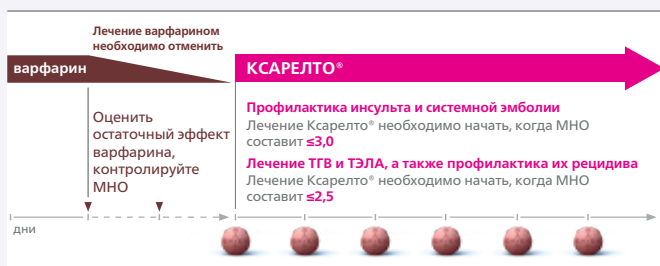 Лечение варфарином
необходимо отменить
варфарин
КСАРЕЛТО®
Оценить
остаточный эффект
варфарина,
контролируйте
МНО
Профилактика инсульта и системной эмболии
Лечение Ксарелто® необходимо начать, когда МНО
составит ≤3,0
Лечение ТГВ и ТЭЛА, а также профилактика их рецидива
Лечение Ксарелто® необходимо начать, когда МНО
составит ≤2,5
дни